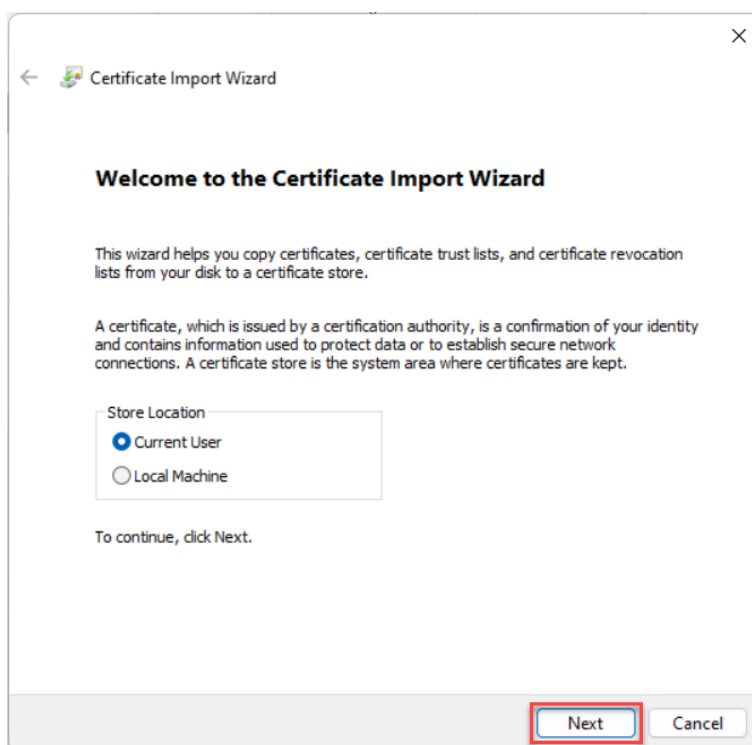 Certificate Import Wizard
Welcome to the Certificate Import Wizard
This wizard helps you copy certificates, certificate trust lists, and certificate revocation
lists from your disk to a certificate store.
A certificate, which is issued by a certification authority, is a confirmation of your identity
and contains information used to protect data or to establish secure network
connections. A certificate store is the system area where certificates are kept.
Store Location
Current User
Local Machine
To continue, click Next.
Next
Cancel